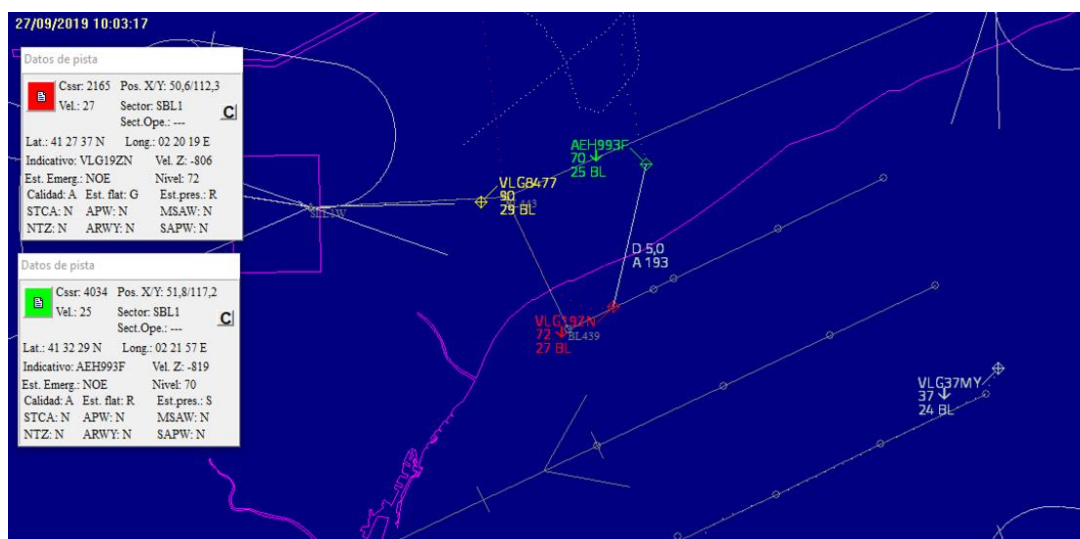 27/09/2019 10:03:17
Datos de pista
Cssr: 2165 Pos. X/Y: 50,6/112,3
Vel.: 27 Sector: SBL1
Sect.Ope.: --- C
Lat.: 41 27 37 N Long.: 02 20 19 E
Indicativo: VLG19ZN Vel. Z: -806
Est. Emerg.: NOE Nivel: 72
Calidad: A Est. flat: G Est.pres.: R
STCA: N APW: N MSAW: N
NTZ: N ARWY: N SAPW: N
Datos de pista
Cssr: 4034 Pos. X/Y: 51,8/117,2
Vel.: 25 Sector: SBL1
Sect.Ope.: --- C
Lat.: 41 32 29 N Long.: 02 21 57 E
Indicativo: AEH993F Vel. Z: -819
Est. Emerg.: NOE Nivel: 70
Calidad: A Est. flat: R Est.pres.: S
STCA: N APW: N MSAW: N
NTZ: N ARWY: N SAPW: N
AEH993F
70
25 BL
VLG8477
90
29 BL
D 5,0
A 193
VLG19ZN
72
27 BL
BL439
VLG37MY
37
24 BL